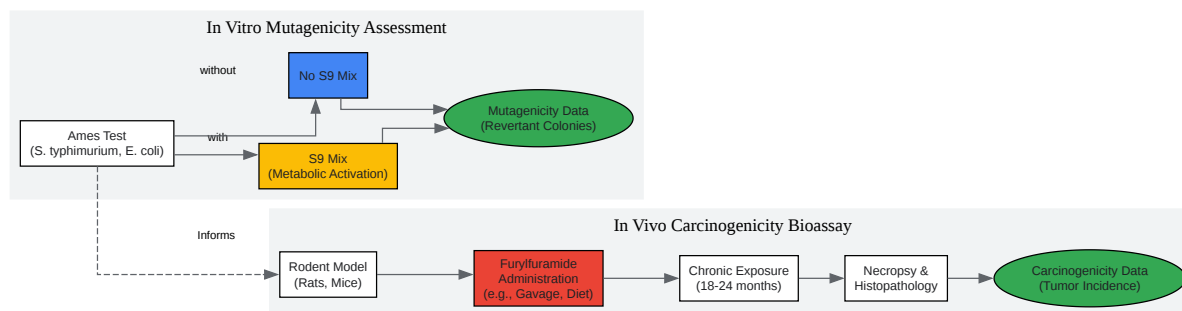 In Vitro Mutagenicity Assessment
without
No S9 Mix
Mutagenicity Data
(Revertant Colonies)
Ames Test
(S. typhimurium, E. coli)
with
S9 Mix
(Metabolic Activation)
In Vivo Carcinogenicity Bioassay
Informs
Rodent Model
(Rats, Mice)
Furylfuramide
Administration
(e.g., Gavage, Diet)
Chronic Exposure
(18-24 months)
Necropsy &
Histopathology
Carcinogenicity Data
(Tumor Incidence)